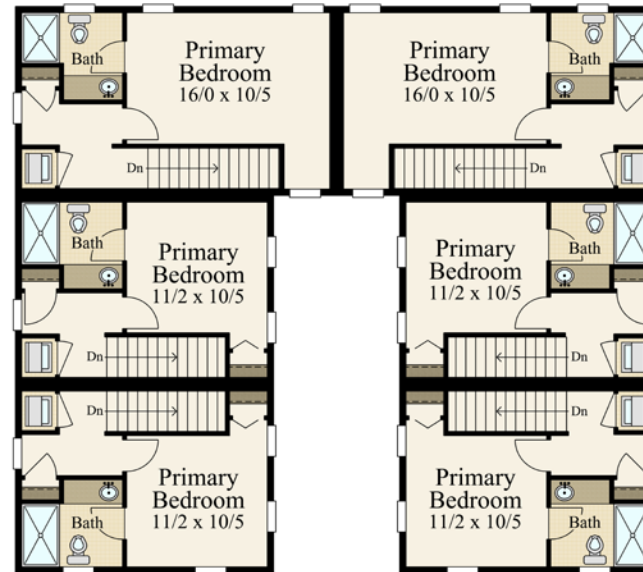 Bath
Primary
Bedroom
16/0 x 10/5
Dn
Primary
Bedroom
16/0 x 10/5
Bath
Dn
Bath
Primary
Bedroom
11/2 x 10/5
Dn
Primary
Bedroom
11/2 x 10/5
Bath
Dn
Dn
Primary
Bedroom
11/2 x 10/5
Bath
Dn
Primary
Bedroom
11/2 x 10/5
Bath